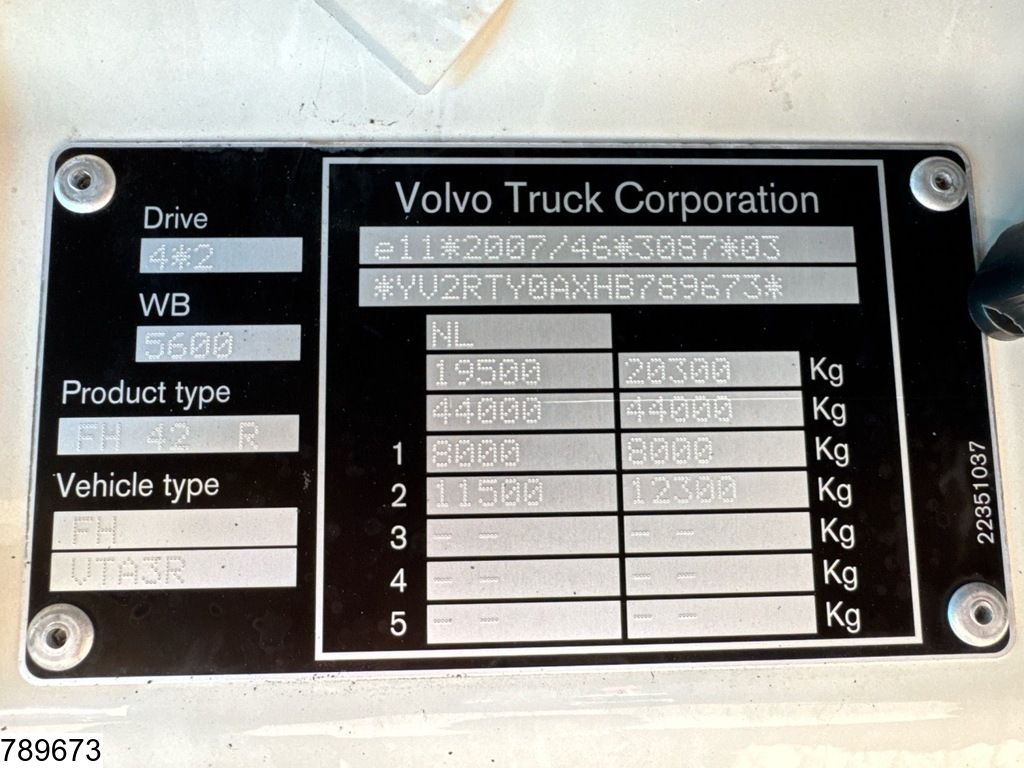 Volvo Truck Corporation
Drive
4*2
WB
5600
Product type
FH 42 R
Vehicle type
FH
VTA3R
e11*2007/46*3087*03
*YV2RTY0AXHB789673*
NL
19500 20300 Kg
44000 44000 Kg
1 8000 8000 Kg
2 11500 12300 Kg
3 - - - - Kg
4 - - - - Kg
5 - - - - Kg
22351037
789673